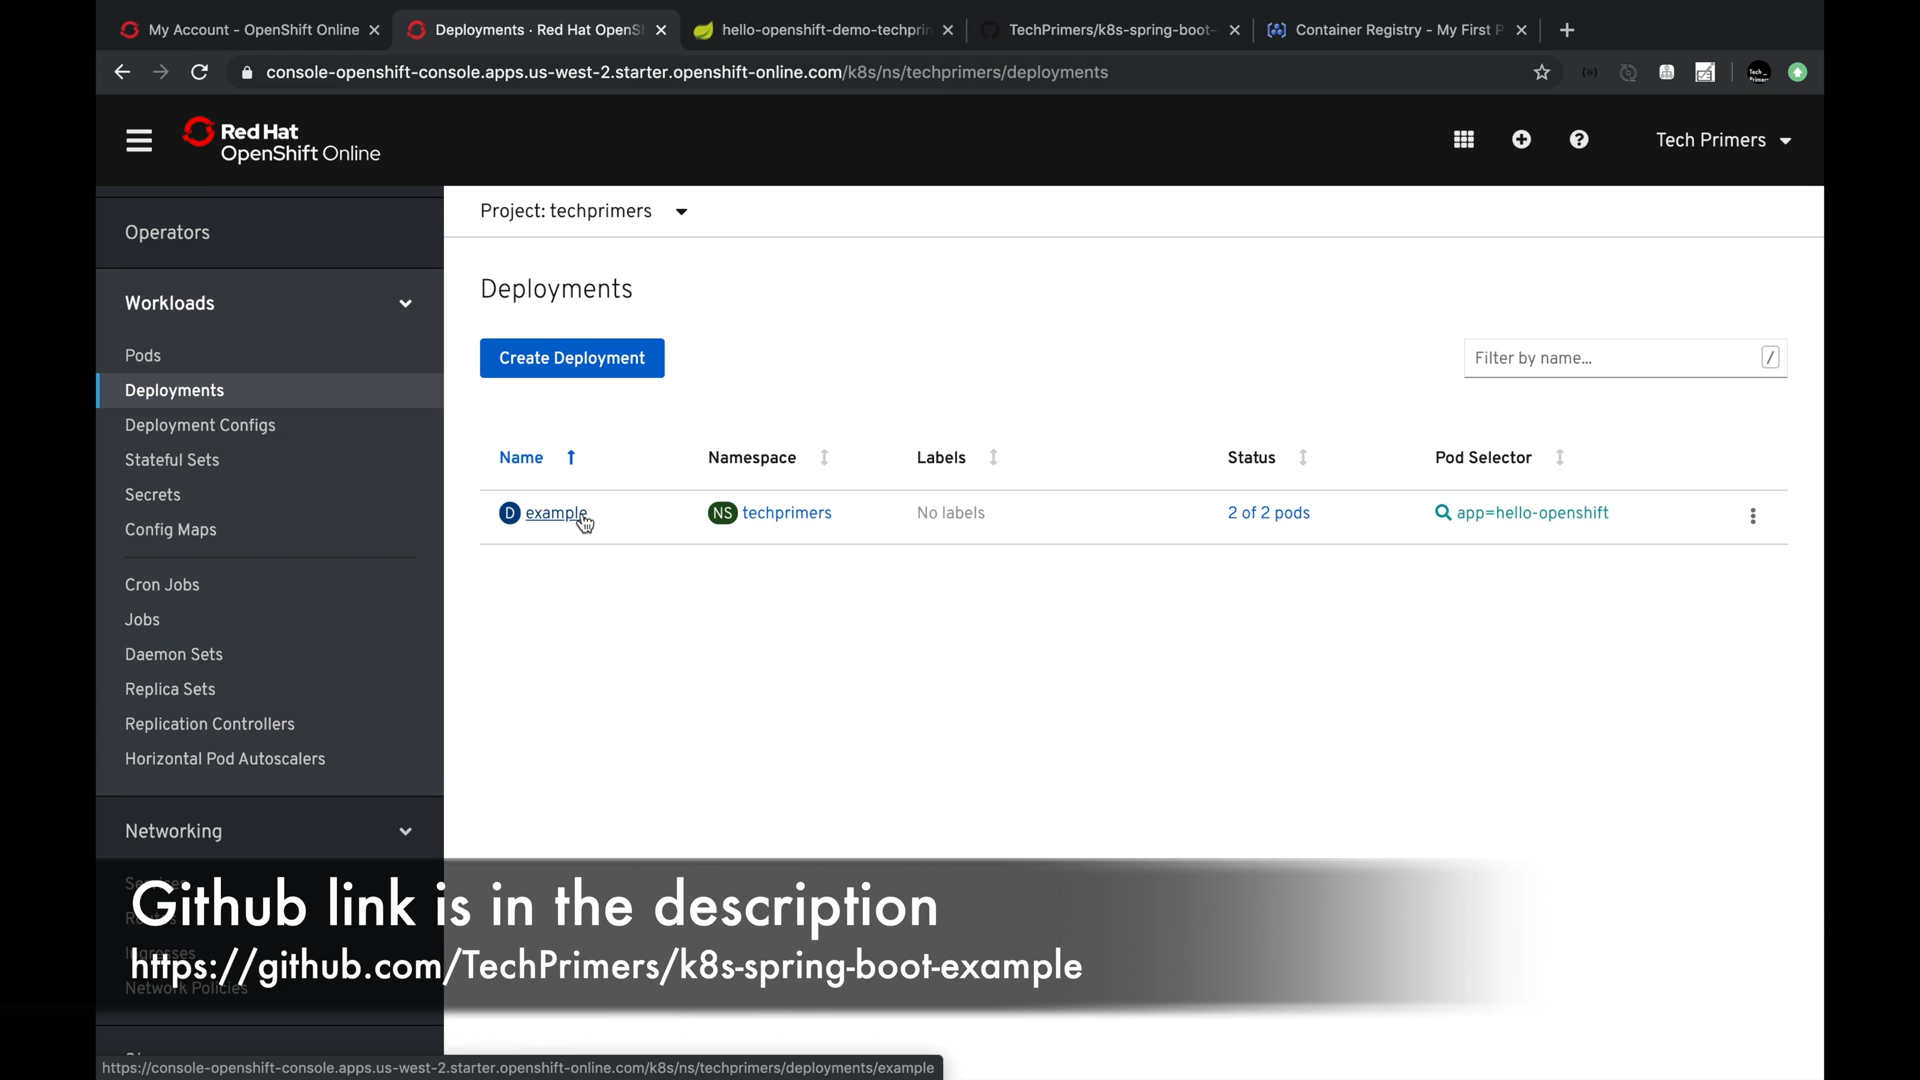 My Account - OpenShift Online
Deployments · Red Hat OpenS
hello-openshift-demo-techprin
TechPrimers/k8s-spring-boot-
Container Registry - My First P
console-openshift-console.apps.us-west-2.starter.openshift-online.com/k8s/ns/techprimers/deployments
Red Hat
OpenShift Online
Tech Primers
Project: techprimers
Operators
Workloads
Pods
Deployments
Deployment Configs
Stateful Sets
Secrets
Config Maps
Cron Jobs
Jobs
Daemon Sets
Replica Sets
Replication Controllers
Horizontal Pod Autoscalers
Networking
Deployments
Create Deployment
Filter by name...
/
Name
Namespace
Labels
Status
Pod Selector
D example
NS techprimers
No labels
2 of 2 pods
app=hello-openshift
Services
Ingresses
Network Policies
Github link is in the description
https://github.com/TechPrimers/k8s-spring-boot-example
https://console-openshift-console.apps.us-west-2.starter.openshift-online.com/k8s/ns/techprimers/deployments/example